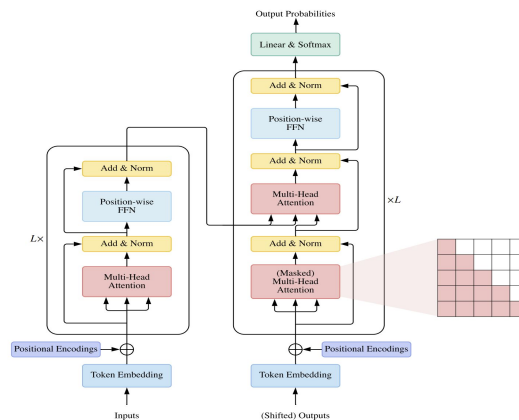 Output Probabilities
Linear & Softmax
Add & Norm
Position-wise
FFN
Add & Norm
Multi-Head
Attention
Add & Norm
(Masked)
Multi-Head
Attention
×L
Positional Encodings
Token Embedding
(Shifted) Outputs
Add & Norm
Position-wise
FFN
L×
Add & Norm
Multi-Head
Attention
Positional Encodings
Token Embedding
Inputs